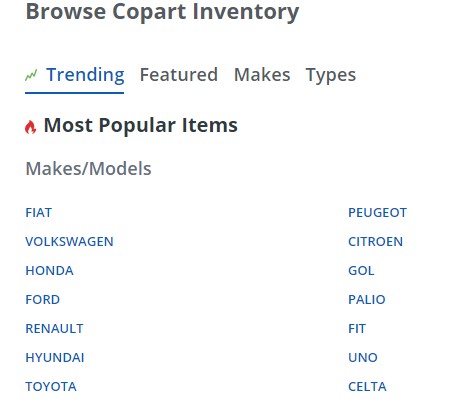 Browse Copart Inventory
Trending Featured Makes Types
Most Popular Items
Makes/Models
FIAT PEUGEOT
VOLKSWAGEN CITROEN
HONDA GOL
FORD PALIO
RENAULT FIT
HYUNDAI UNO
TOYOTA CELTA